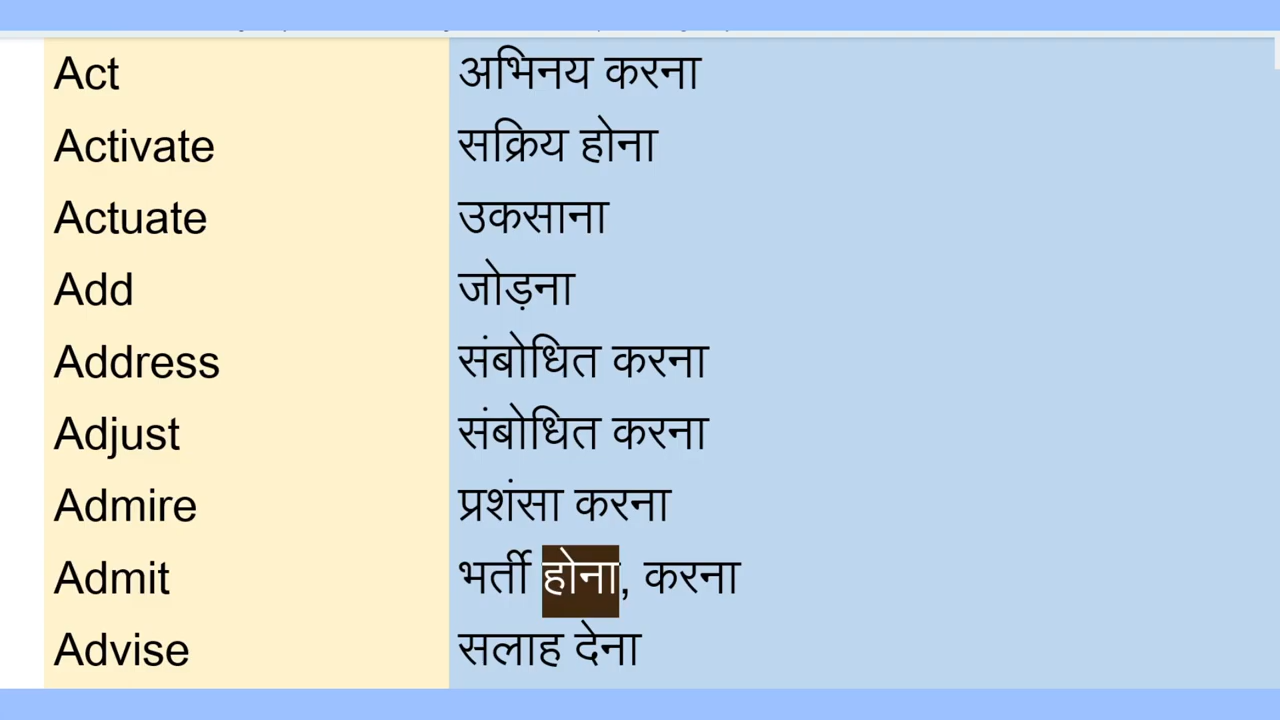 Act अभिनय करना
Activate सक्रिय होना
Actuate उकसाना
Add जोड़ना
Address संबोधित करना
Adjust संबोधित करना
Admire प्रशंसा करना
Admit भर्ती होना, करना
Advise सलाह देना